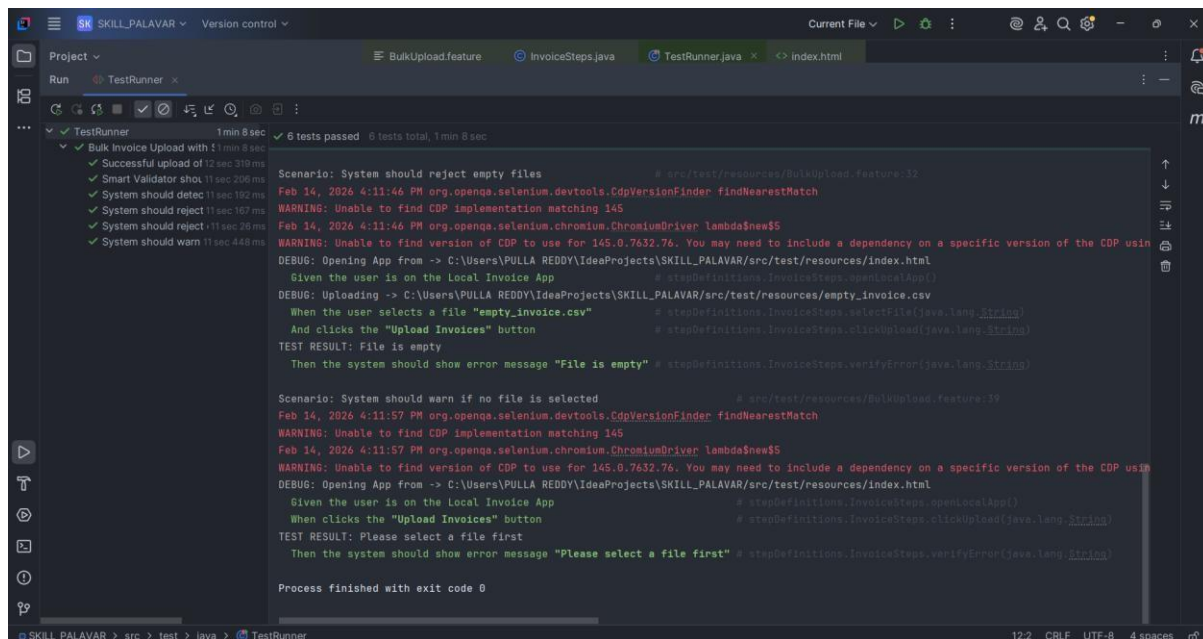 SK SKILL_PALAVAR Version control Current File
Project BulkUpload.feature InvoiceSteps.java TestRunner.java index.html
Run TestRunner
TestRunner 1 min 8 sec 6 tests passed 6 tests total, 1 min 8 sec
Bulk Invoice Upload with 1 min 8 sec
Successful upload of 12 sec 319 ms
Smart Validator shou 11 sec 206 ms
System should detec 11 sec 192 ms
System should reject 11 sec 167 ms
System should reject 11 sec 26 ms
System should warn 11 sec 448 ms
Scenario: System should reject empty files # src/test/resources/BulkUpload.feature:32
Feb 14, 2026 4:11:46 PM org.openqa.selenium.devtools.CdpVersionFinder findNearestMatch
WARNING: Unable to find CDP implementation matching 145
Feb 14, 2026 4:11:46 PM org.openqa.selenium.chromium.ChromiumDriver lambda$new$5
WARNING: Unable to find version of CDP to use for 145.0.7632.76. You may need to include a dependency on a specific version of the CDP usin
DEBUG: Opening App from -> C:\Users\PULLA REDDY\IdeaProjects\SKILL_PALAVAR/src/test/resources/index.html
Given the user is on the Local Invoice App # stepDefinitions.InvoiceSteps.openLocalApp()
DEBUG: Uploading -> C:\Users\PULLA REDDY\IdeaProjects\SKILL_PALAVAR/src/test/resources/empty_invoice.csv
When the user selects a file "empty_invoice.csv" # stepDefinitions.InvoiceSteps.selectFile(java.lang.String)
And clicks the "Upload Invoices" button # stepDefinitions.InvoiceSteps.clickUpload(java.lang.String)
TEST RESULT: File is empty
Then the system should show error message "File is empty" # stepDefinitions.InvoiceSteps.verifyError(java.lang.String)
Scenario: System should warn if no file is selected # src/test/resources/BulkUpload.feature:39
Feb 14, 2026 4:11:57 PM org.openqa.selenium.devtools.CdpVersionFinder findNearestMatch
WARNING: Unable to find CDP implementation matching 145
Feb 14, 2026 4:11:57 PM org.openqa.selenium.chromium.ChromiumDriver lambda$new$5
WARNING: Unable to find version of CDP to use for 145.0.7632.76. You may need to include a dependency on a specific version of the CDP usin
DEBUG: Opening App from -> C:\Users\PULLA REDDY\IdeaProjects\SKILL_PALAVAR/src/test/resources/index.html
Given the user is on the Local Invoice App # stepDefinitions.InvoiceSteps.openLocalApp()
When clicks the "Upload Invoices" button # stepDefinitions.InvoiceSteps.clickUpload(java.lang.String)
TEST RESULT: Please select a file first
Then the system should show error message "Please select a file first" # stepDefinitions.InvoiceSteps.verifyError(java.lang.String)
Process finished with exit code 0
SKILL_PALAVAR > src > test > java > TestRunner 12:2 CRLF UTF-8 4 spaces